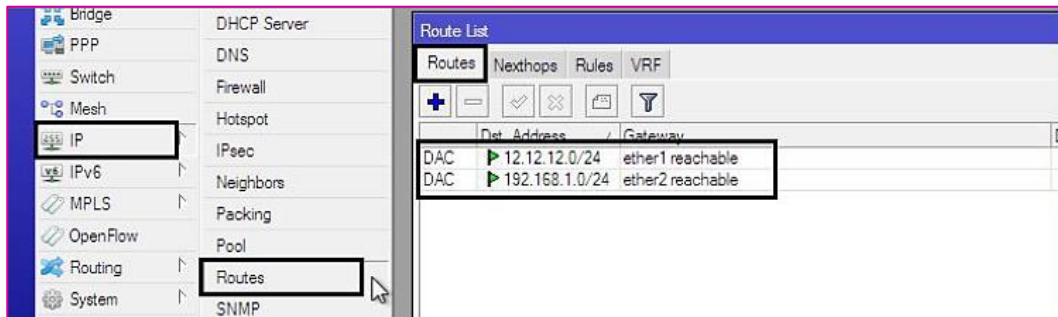 Bridge
PPP
Switch
Mesh
255 IP
v6 IPv6
MPLS
OpenFlow
Routing
System
DHCP Server
DNS
Firewall
Hotspot
IPsec
Neighbors
Packing
Pool
Routes
SNMP
Route List
Routes Nexthops Rules VRF
Dst. Address / Gateway
DAC 12.12.12.0/24 ether1 reachable
DAC 192.168.1.0/24 ether2 reachable